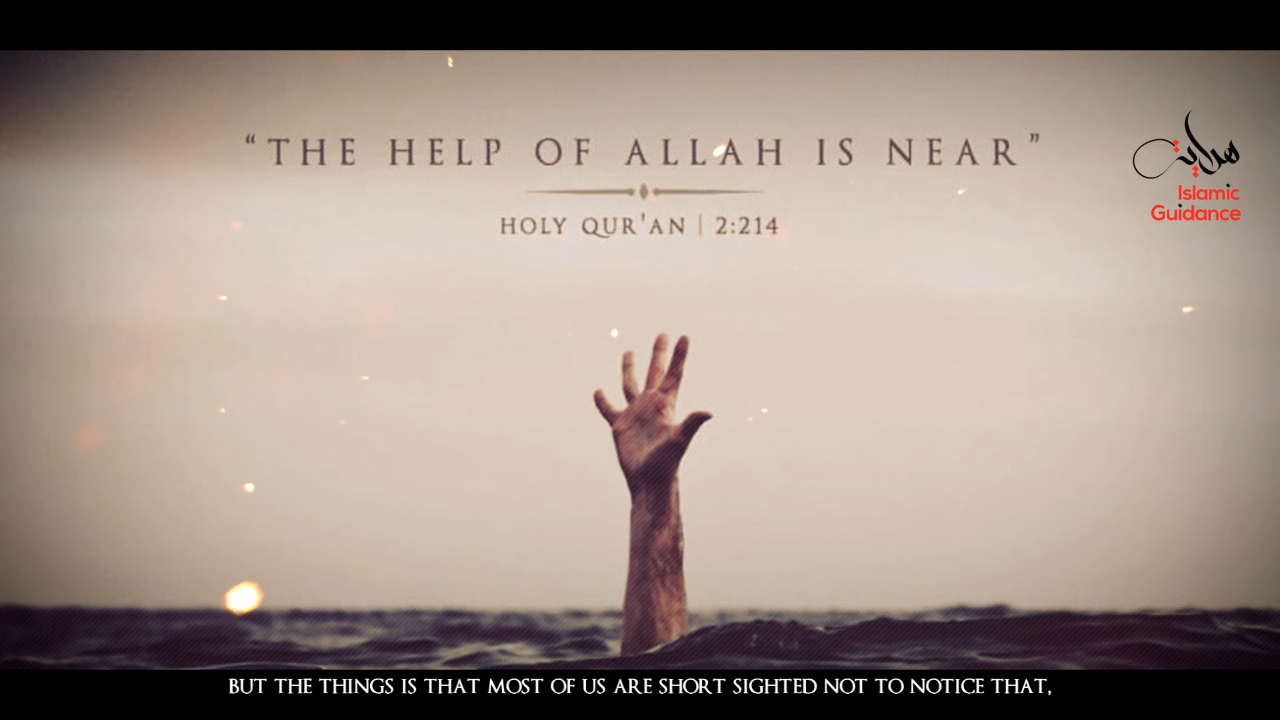 “THE HELP OF ALLAH IS NEAR”
HOLY QUR'AN | 2:214
هداية
Islamic
Guidance
BUT THE THINGS IS THAT MOST OF US ARE SHORT SIGHTED NOT TO NOTICE THAT,